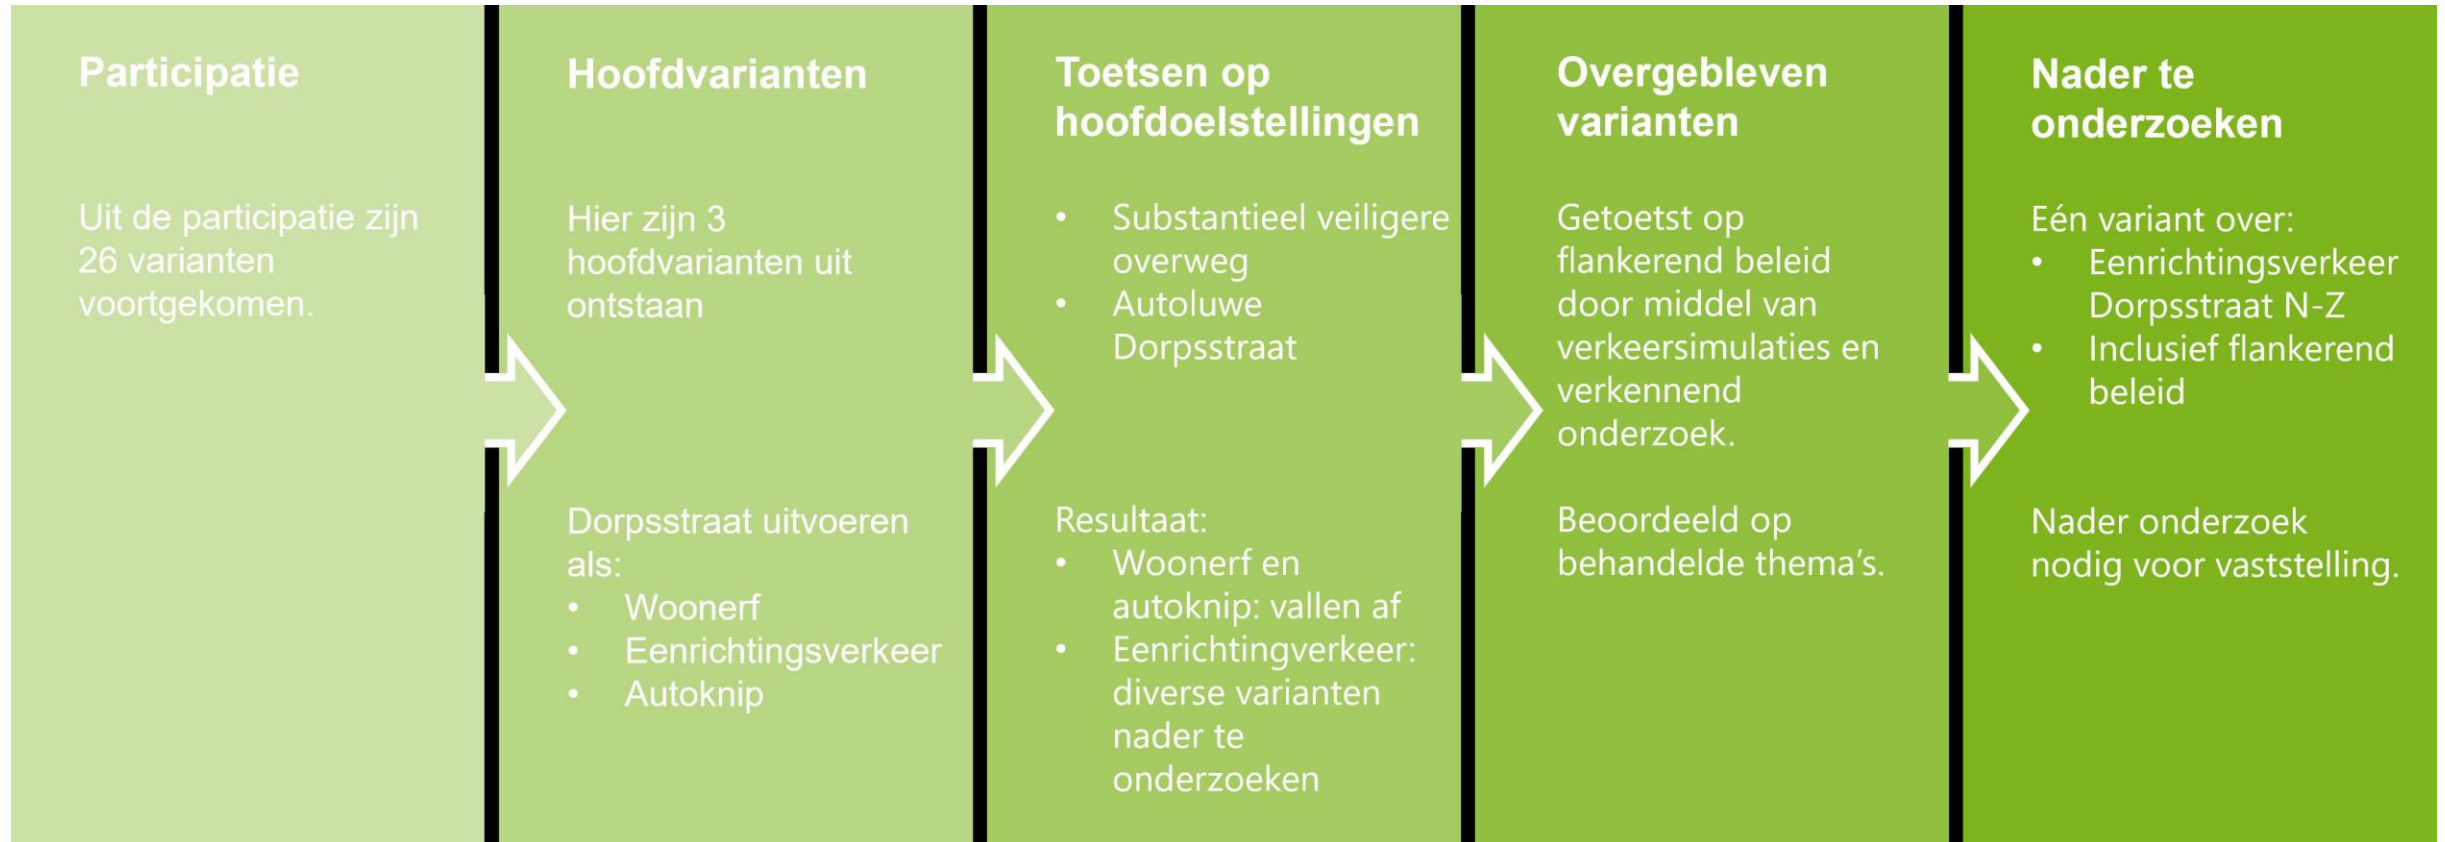 Participatie
Uit de participatie zijn
26 varianten
voortgekomen.
Hoofdvarianten
Hier zijn 3
hoofdvarianten uit
ontstaan
Dorpsstraat uitvoeren
als:
• Woonerf
• Eenrichtingsverkeer
• Autoknip
Toetsen op
hoofdoelstellingen
• Substantieel veiligere
overweg
• Autoluwe
Dorpsstraat
Resultaat:
• Woonerf en
autoknip: vallen af
• Eenrichtingverkeer:
diverse varianten
nader te
onderzoeken
Overgebleven
varianten
Getoetst op
flankerend beleid
door middel van
verkeersimulaties en
verkennend
onderzoek.
Beoordeeld op
behandelde thema's.
Nader te
onderzoeken
Eén variant over:
• Eenrichtingsverkeer
Dorpsstraat N-Z
• Inclusief flankerend
beleid
Nader onderzoek
nodig voor vaststelling.